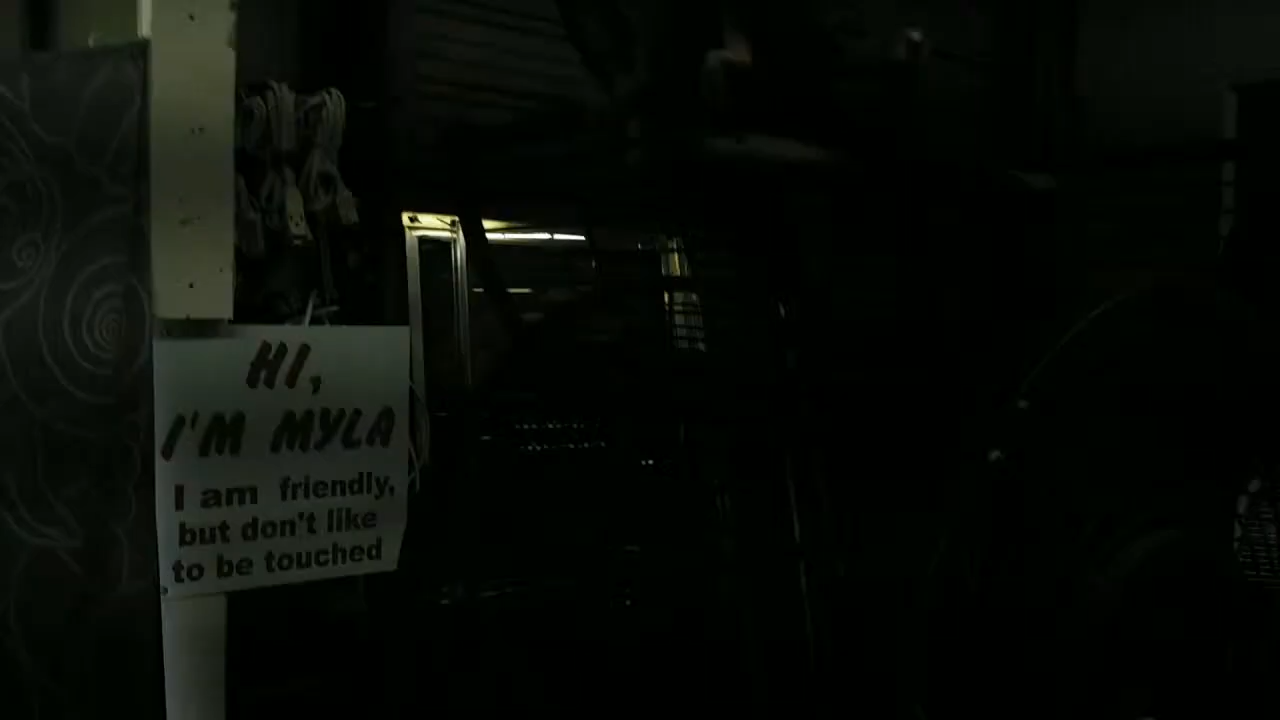 HI,
I'M MYLA
I am friendly,
but don't like
to be touched